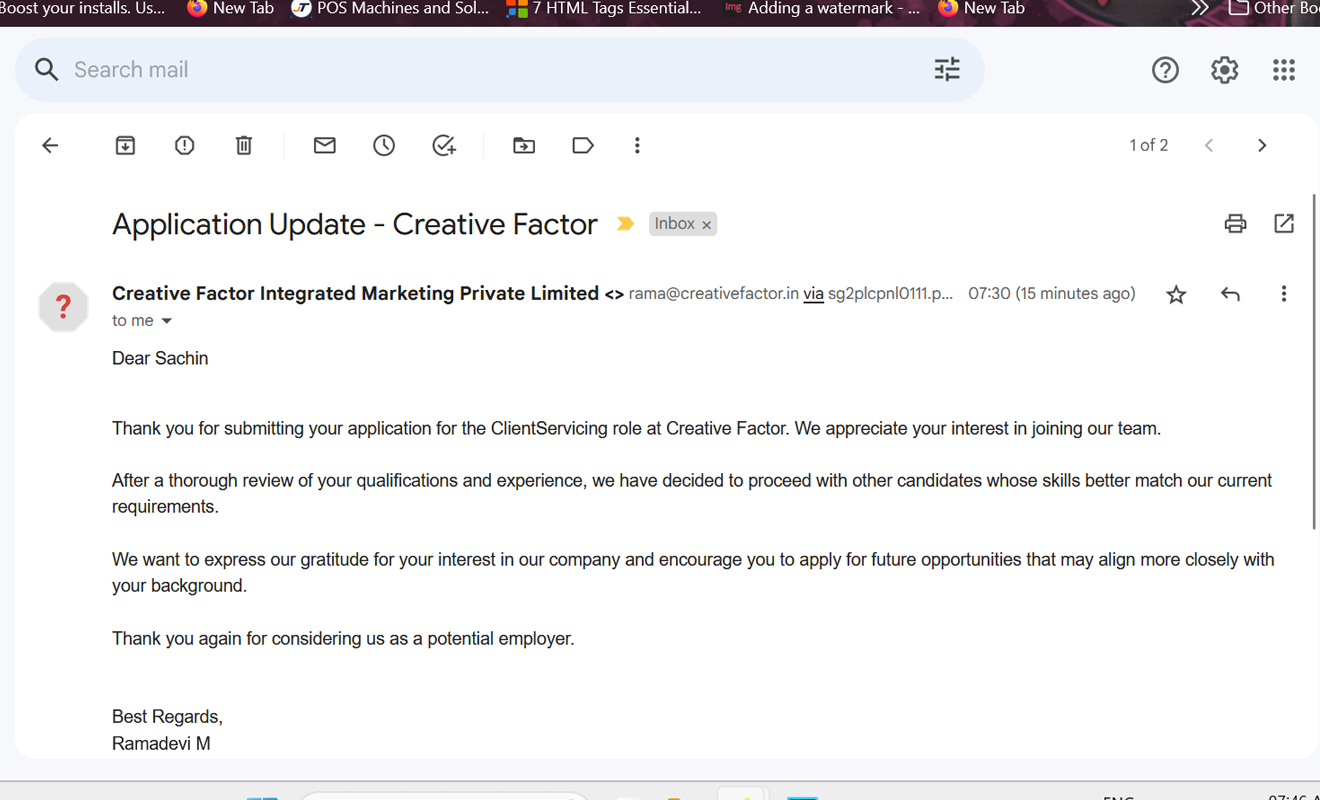 Boost your installs. Us... New Tab POS Machines and Sol... 7 HTML Tags Essential... Img Adding a watermark - ... New Tab Other Boo
Search mail
1 of 2
Application Update - Creative Factor Inbox ×
Creative Factor Integrated Marketing Private Limited <> rama@creativefactor.in via sg2plcpnl0111.p... 07:30 (15 minutes ago)
to me
Dear Sachin
Thank you for submitting your application for the ClientServicing role at Creative Factor. We appreciate your interest in joining our team.
After a thorough review of your qualifications and experience, we have decided to proceed with other candidates whose skills better match our current
requirements.
We want to express our gratitude for your interest in our company and encourage you to apply for future opportunities that may align more closely with
your background.
Thank you again for considering us as a potential employer.
Best Regards,
Ramadevi M